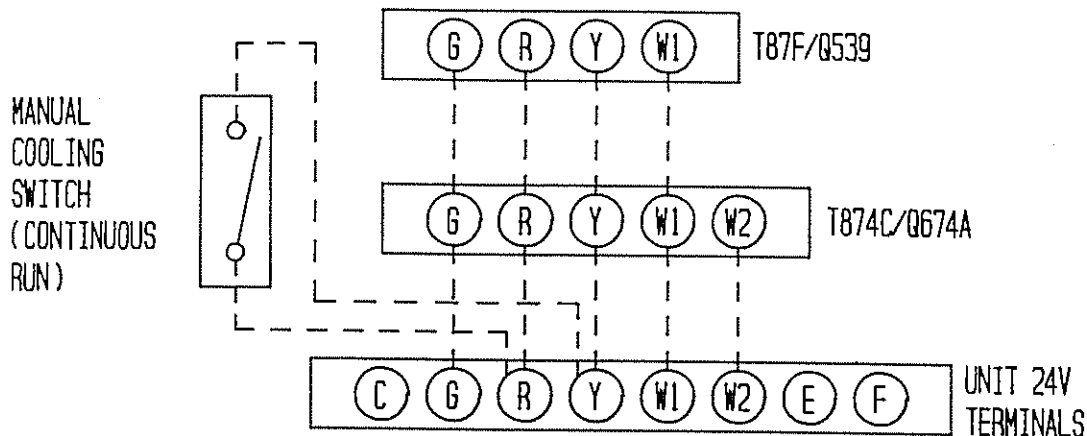 G R Y W1 T87F/Q539
MANUAL
COOLING
SWITCH
(CONTINUOUS
RUN)
G R Y W1 W2 T874C/Q674A
C G R Y W1 W2 E F
UNIT 24V
TERMINALS